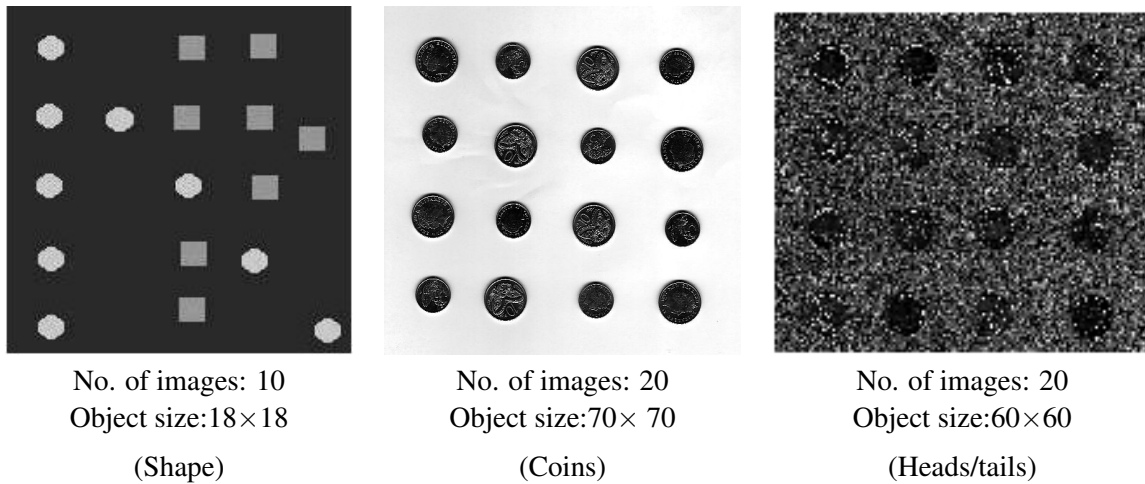 No. of images: 10
Object size:18×18
(Shape)
No. of images: 20
Object size:70× 70
(Coins)
No. of images: 20
Object size:60×60
(Heads/tails)